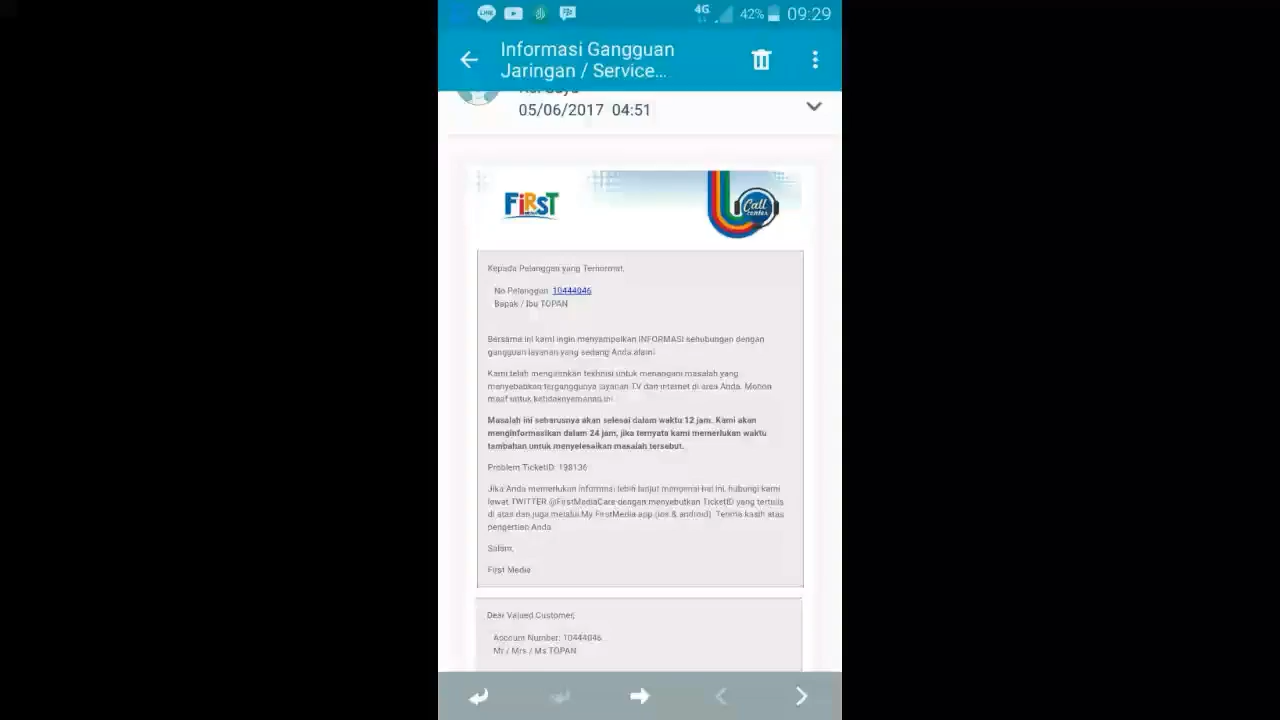 LINE
4G
42%
09:29
Informasi Gangguan
Jaringan / Service...
05/06/2017 04:51
FiRST
Call
center
Kepada Pelanggan yang Terhormat,
No Pelanggan: 10444046
Bapak / Ibu TOPAN
Bersama ini kami ingin menyampaikan INFORMASI sehubungan dengan
gangguan layanan yang sedang Anda alami.
Kami telah mengirimkan tekhnisi untuk menangani masalah yang
menyebabkan terganggunya layanan TV dan internet di area Anda. Mohon
maaf untuk ketidaknyamanan ini.
Masalah ini seharusnya akan selesai dalam waktu 12 jam. Kami akan
menginformasikan dalam 24 jam, jika ternyata kami memerlukan waktu
tambahan untuk menyelesaikan masalah tersebut.
Problem TicketID: 198136
Jika Anda memerlukan informasi lebih lanjut mengenai hal ini, hubungi kami
lewat TWITTER @FirstMediaCare dengan menyebutkan TicketID yang tertulis
di atas dan juga melalui My FirstMedia app (ios & android). Terima kasih atas
pengertian Anda.
Salam,
First Media
Dear Valued Customer,
Account Number: 10444046
Mr / Mrs / Ms TOPAN